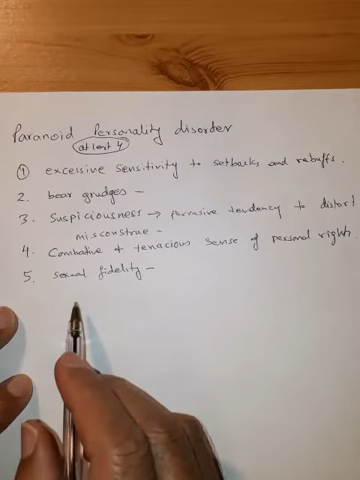 Paranoid Personality disorder
at least 4
① excessive sensitivity to setbacks and rebuffs.
2. bear grudges –
3. Suspiciousness → pervasive tendency to distort
misconstrue –
4. Combative + tenacious sense of personal rights.
5. sexual fidelity –